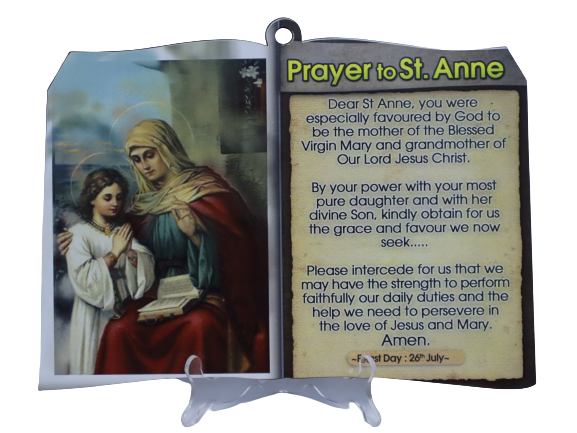 Prayer to St. Anne
Dear St Anne, you were
especially favoured by God to
be the mother of the Blessed
Virgin Mary and grandmother of
Our Lord Jesus Christ.
By your power with your most
pure daughter and with her
divine Son, kindly obtain for us
the grace and favour we now
seek.....
Please intercede for us that we
may have the strength to perform
faithfully our daily duties and the
help we need to persevere in
the love of Jesus and Mary.
Amen.
~Feast Day : 26th July~